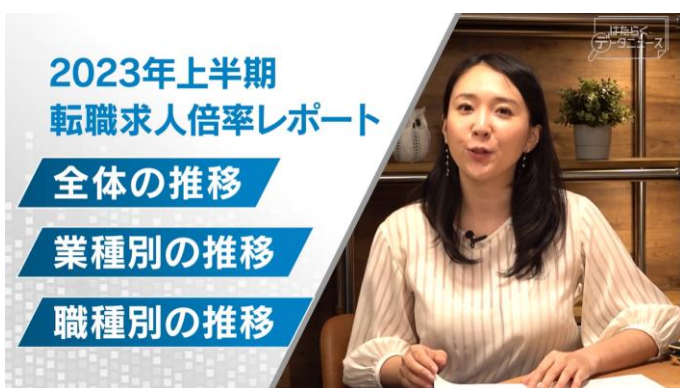 2023年上半期
転職求人倍率レポート
全体の推移
業種別の推移
職種別の推移
はたらく
データニュース